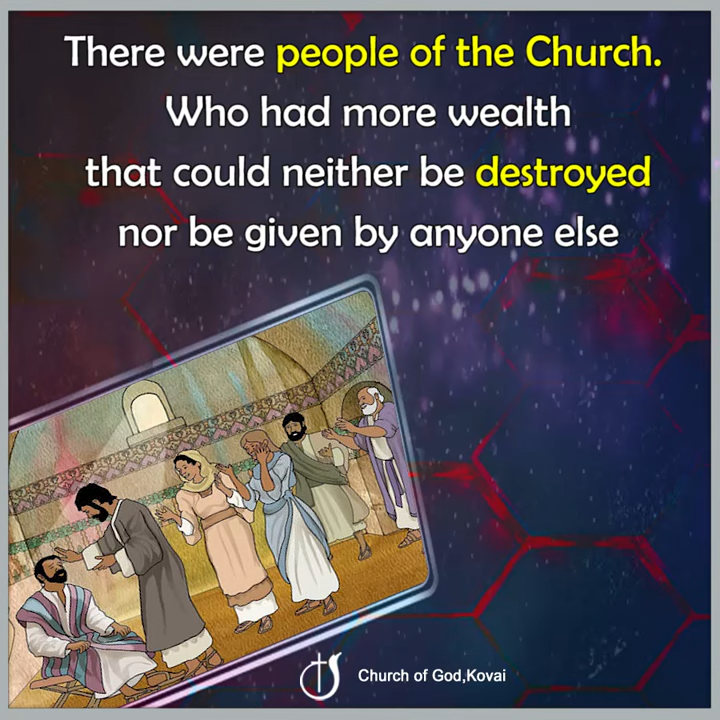 There were people of the Church.
Who had more wealth
that could neither be destroyed
nor be given by anyone else
Church of God,Kovai